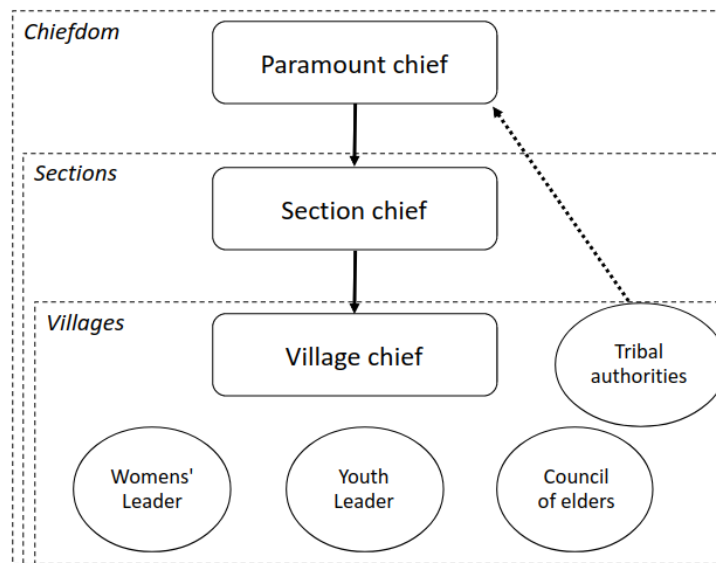 Chiefdom
Paramount chief
Sections
Section chief
Villages
Village chief
Tribal
authorities
Womens'
Leader
Youth
Leader
Council
of elders